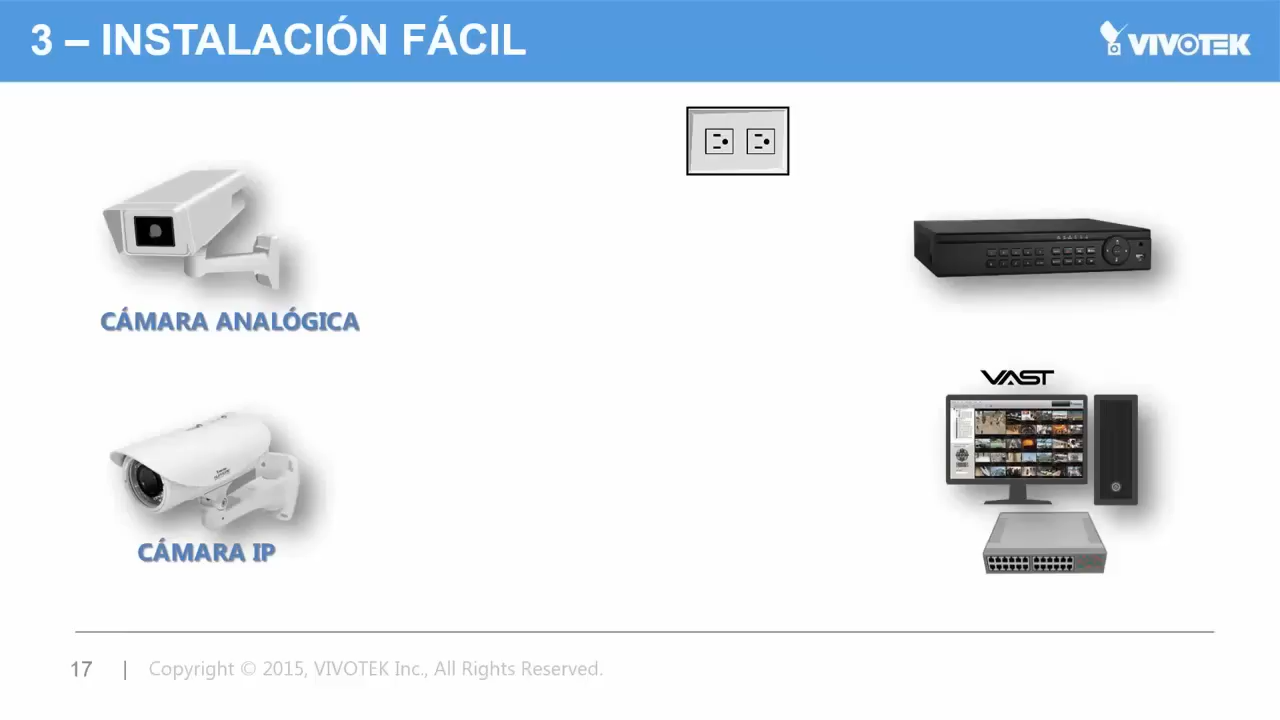 3 – INSTALACIÓN FÁCIL
VIVOTEK
CÁMARA ANALÓGICA
VAST
CÁMARA IP
17 | Copyright © 2015, VIVOTEK Inc., All Rights Reserved.